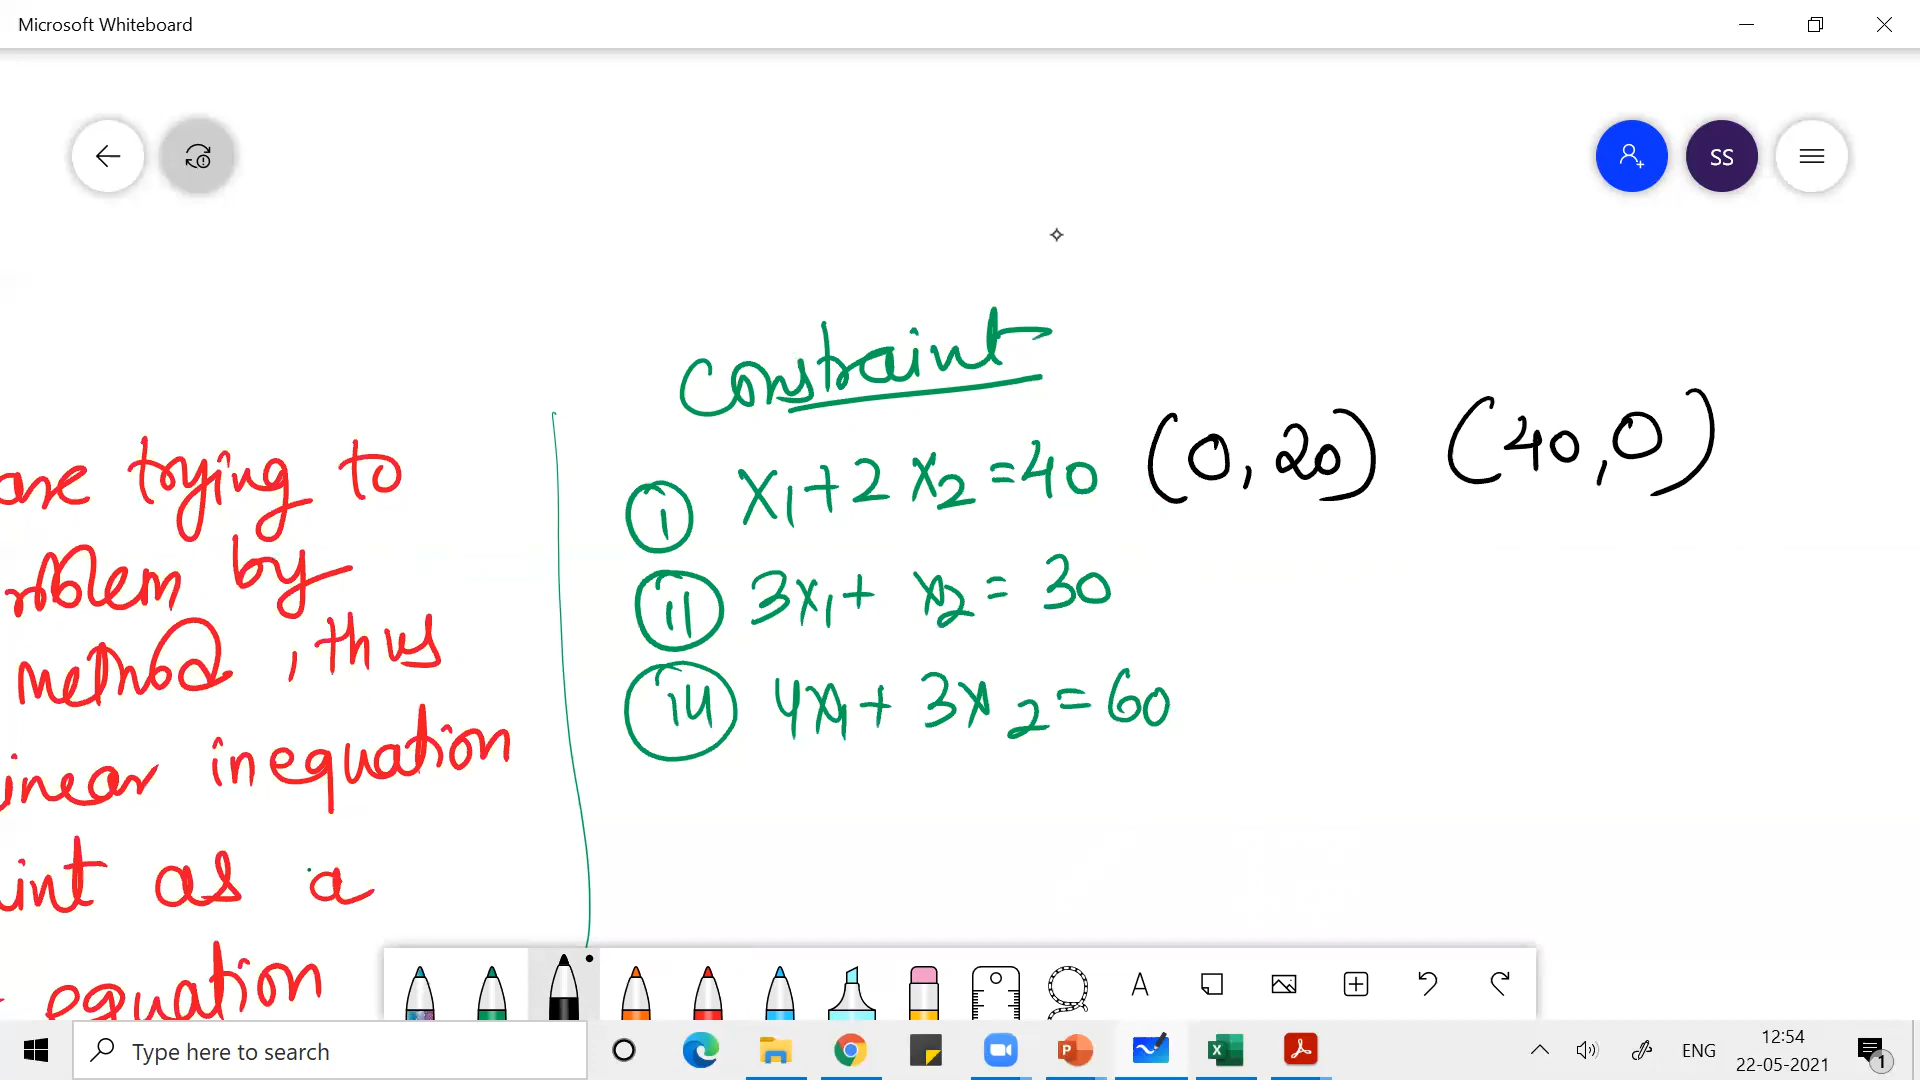 Microsoft Whiteboard
SS
are trying to
roblem by
method, thus
inear inequation
int as a
equation
Constraint
i x1+2 x2 =40 (0, 20) (40,0)
ii 3x1+ x2 = 30
iii 4x1+ 3x2 = 60
A
Type here to search
ENG
12:54
22-05-2021
1